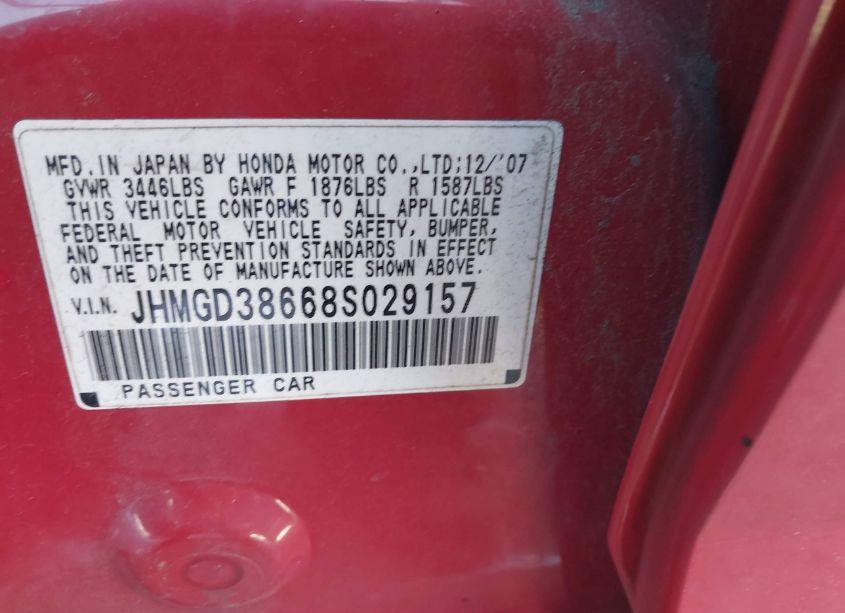 MFD.IN JAPAN BY HONDA MOTOR CO.,LTD;12/'07
GVWR 3446LBS GAWR F 1876LBS R 1587LBS
THIS VEHICLE CONFORMS TO ALL APPLICABLE
FEDERAL MOTOR VEHICLE SAFETY, BUMPER,
AND THEFT PREVENTION STANDARDS IN EFFECT
ON THE DATE OF MANUFACTURE SHOWN ABOVE.
V.I.N. JHMGD38668S029157
PASSENGER CAR